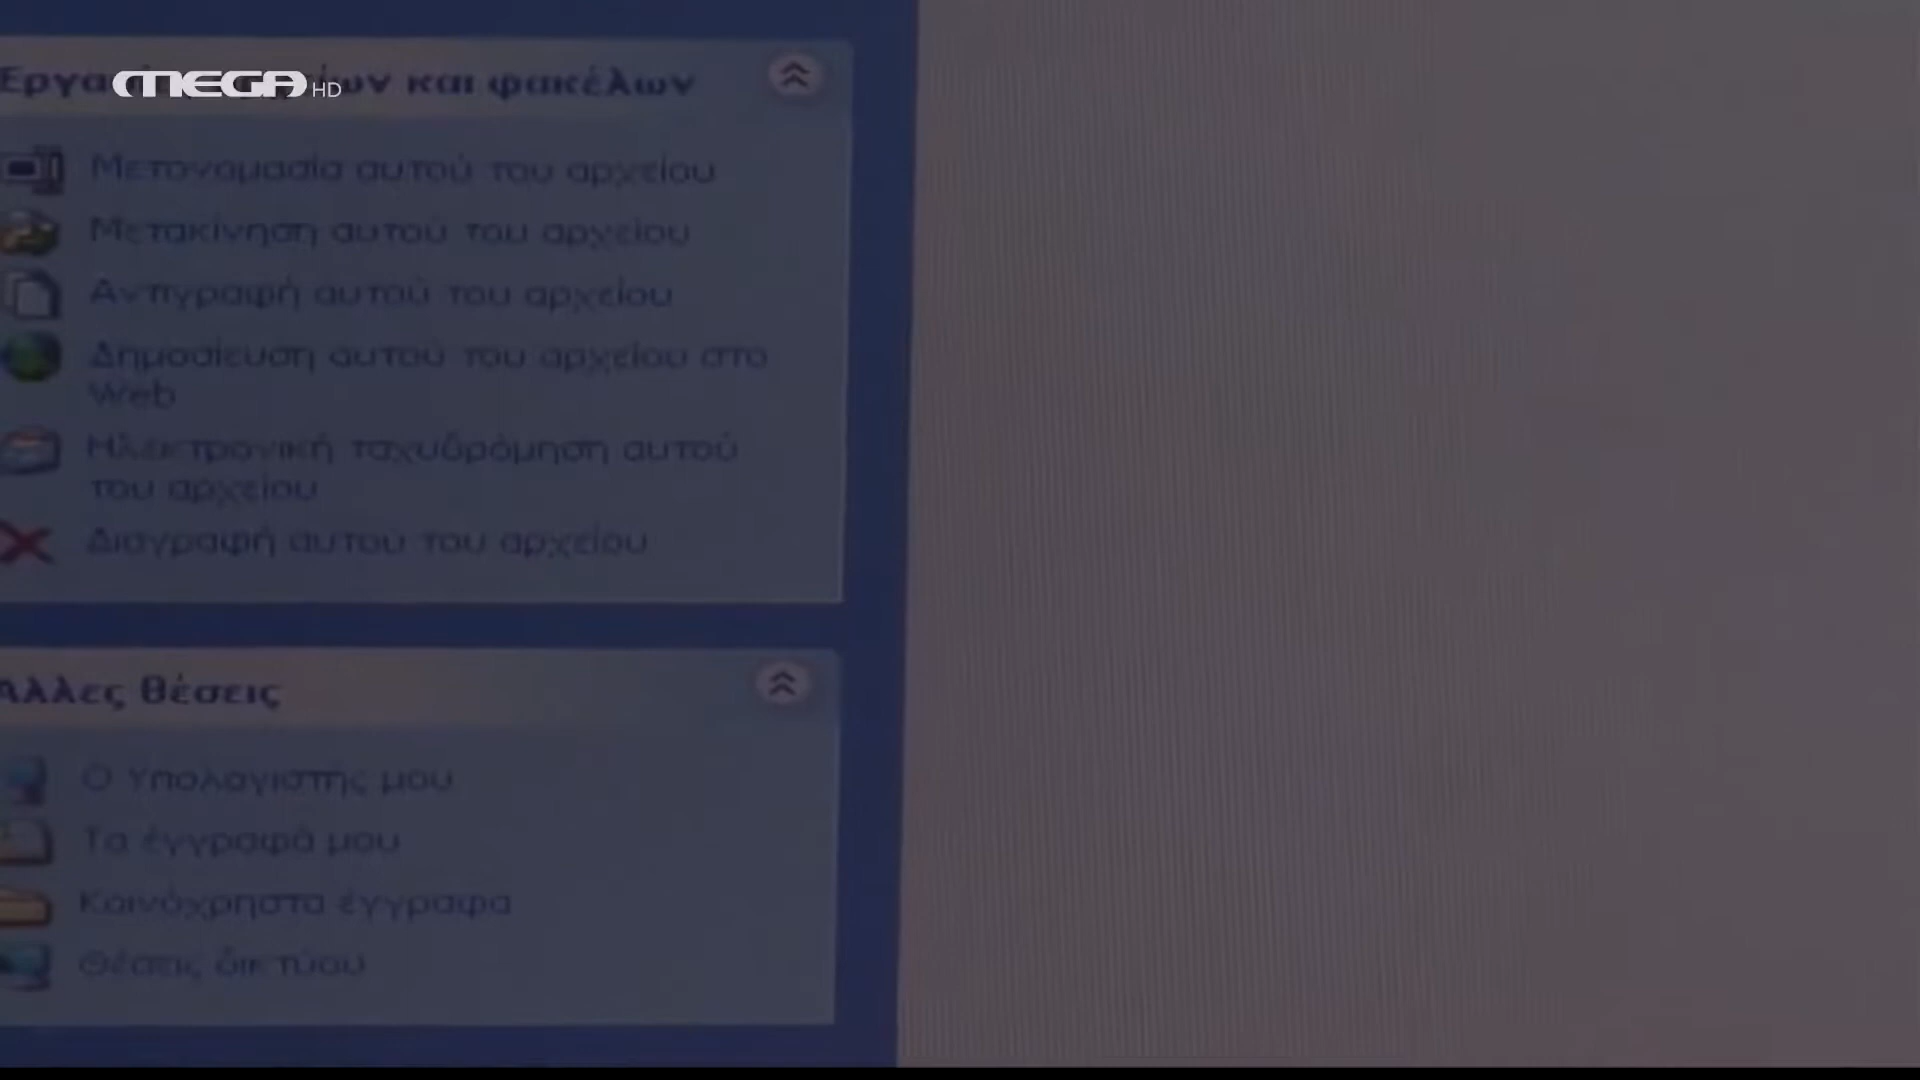 MEGA HD
και φακέλων
Μετονομασία αυτού του αρχείου
Μετακίνηση αυτού του αρχείου
Αντιγραφή αυτού του αρχείου
Δημοσίευση αυτού του αρχείου στο
Web
Ηλεκτρονική ταχυδρόμηση αυτού
του αρχείου
Διαγραφή αυτού του αρχείου
Άλλες θέσεις
Ο Υπολογιστής μου
Τα έγγραφά μου
Κοινόχρηστα έγγραφα
Θέσεις δικτύου